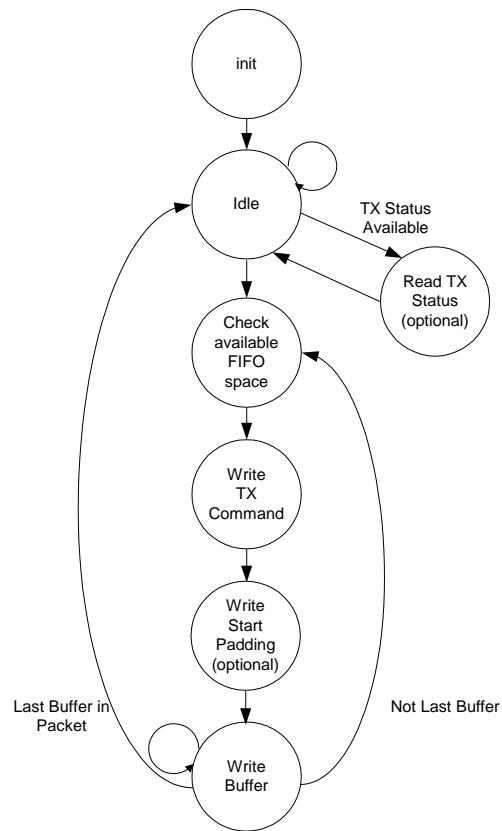 init
Idle
TX Status
Available
Read TX
Status
(optional)
Check
available
FIFO
space
Write
TX
Command
Write
Start
Padding
(optional)
Last Buffer in
Packet
Not Last Buffer
Write
Buffer